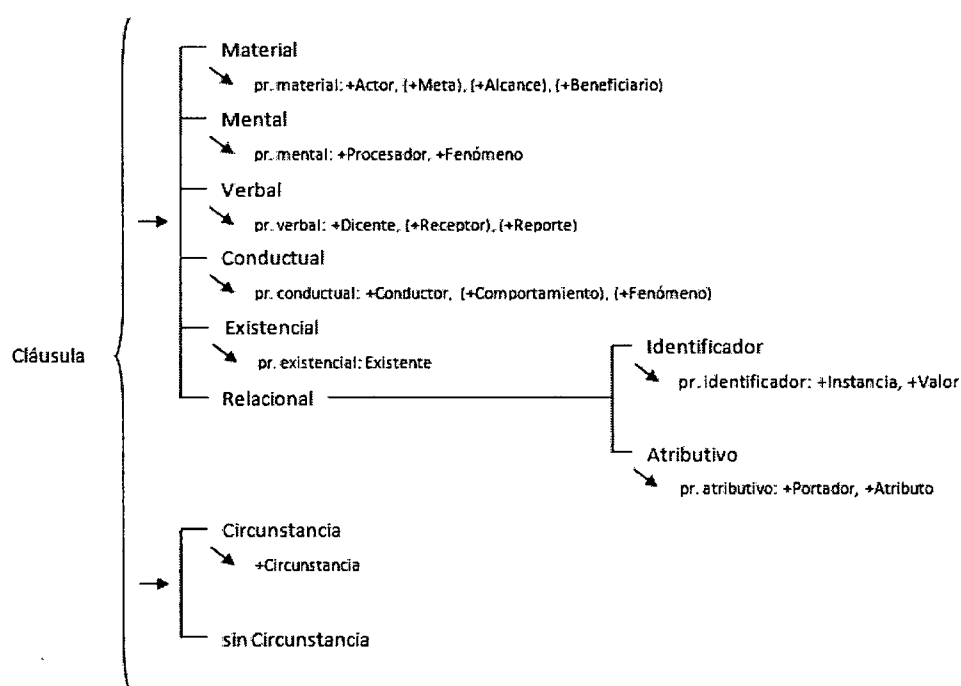 Material
pr. material: +Actor, (+Meta), (+Alcance), (+Beneficiario)
Mental
pr. mental: +Procesador, +Fenómeno
Verbal
pr. verbal: +Dicente, (+Receptor), (+Reporte)
Conductual
pr. conductual: +Conductor, (+Comportamiento), (+Fenómeno)
Existencial
pr. existencial: Existente
Cláusula
Relacional
Identificador
pr. identificador: +Instancia, +Valor
Atributivo
pr. atributivo: +Portador, +Atributo
Circunstancia
+Circunstancia
sin Circunstancia